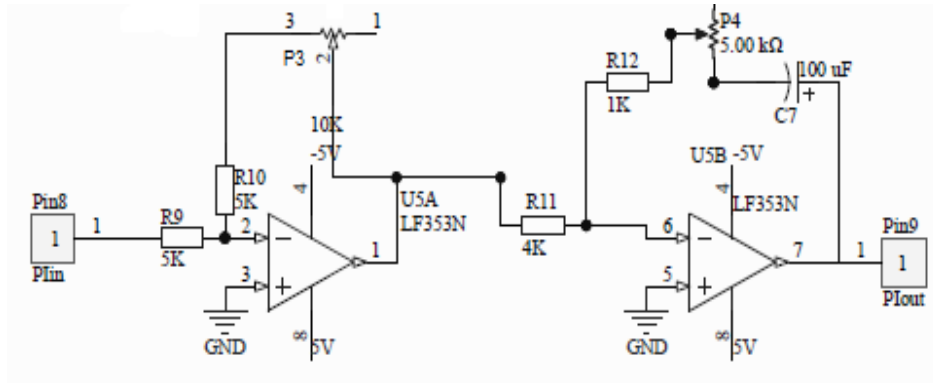 3
1
P3
2
P4
5.00 kΩ
R12
1K
100 uF
+
C7
10K
-5V
4
R10
5K
U5A
LF353N
R11
4K
U5B
-5V
4
LF353N
Pin8
1
1
PIin
R9
5K
2
−
3
+
1
6
−
5
+
7
1
Pin9
1
PIout
GND
8
5V
GND
8
5V